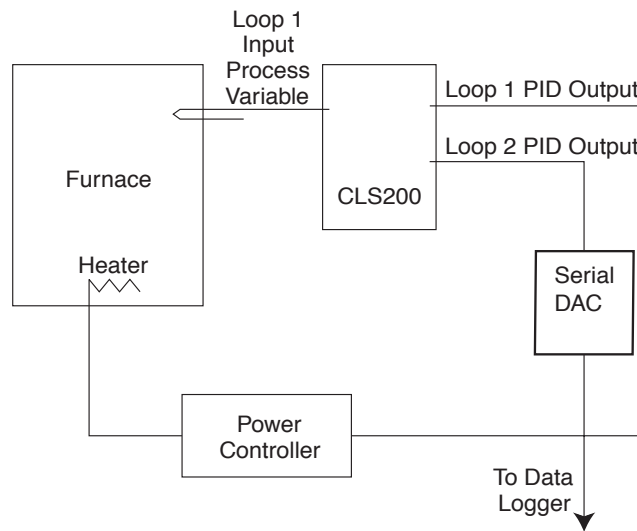 Loop 1
Input
Process
Variable
Loop 1 PID Output
Loop 2 PID Output
Furnace
CLS200
Heater
Serial
DAC
Power
Controller
To Data
Logger